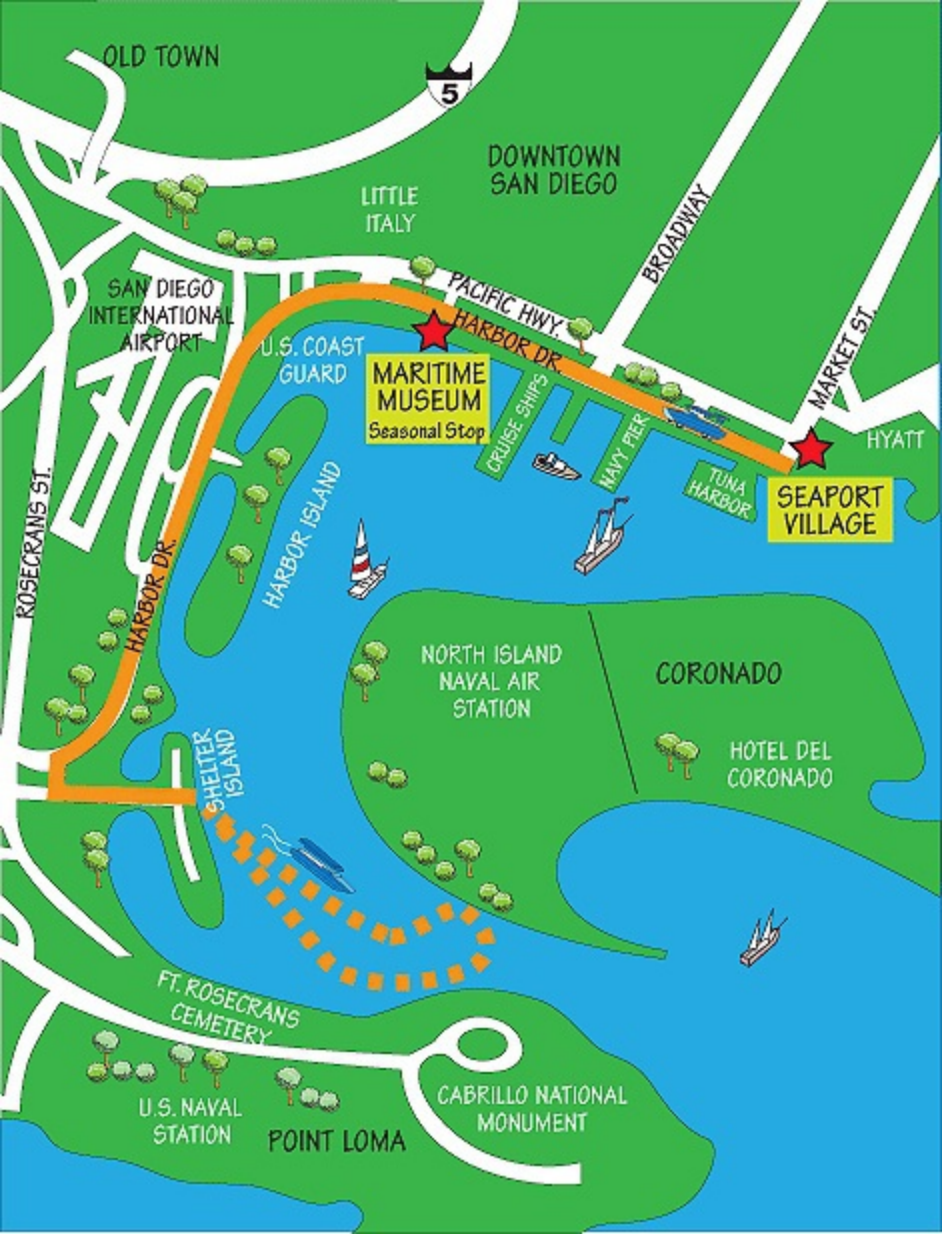 OLD TOWN
5
DOWNTOWN
SAN DIEGO
LITTLE
ITALY
BROADWAY
PACIFIC HWY.
HARBOR DR.
MARKET ST.
SAN DIEGO
INTERNATIONAL
AIRPORT
U.S. COAST
GUARD
MARITIME
MUSEUM
Seasonal Stop
CRUISE SHIPS
NAVY PIER
TUNA
HARBOR
HYATT
SEAPORT
VILLAGE
ROSECRANS ST.
HARBOR DR.
HARBOR ISLAND
NORTH ISLAND
NAVAL AIR
STATION
CORONADO
HOTEL DEL
CORONADO
SHELTER
ISLAND
FT. ROSECRANS
CEMETERY
U.S. NAVAL
STATION
POINT LOMA
CABRILLO NATIONAL
MONUMENT